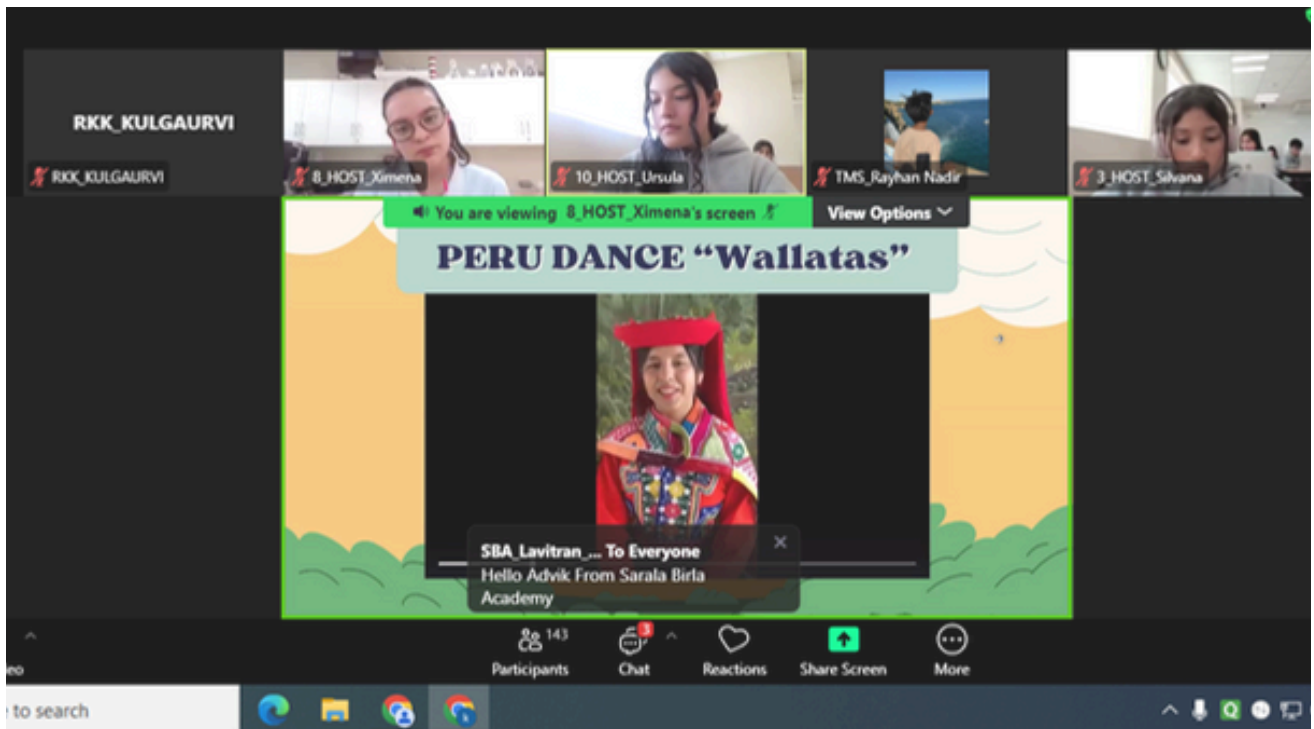 RKK_KULGAURVI
RKK_KULGAURVI
8_HOST_Ximena
10_HOST_Ursula
TMS_Rayhan Nadir
3_HOST_Silvana
You are viewing 8_HOST_Ximena's screen
View Options
PERU DANCE “Wallatas”
SBA_Lavitran_... To Everyone
Hello Advik From Sarala Birla
Academy
143
3
eo
Participants
Chat
Reactions
Share Screen
More
to search